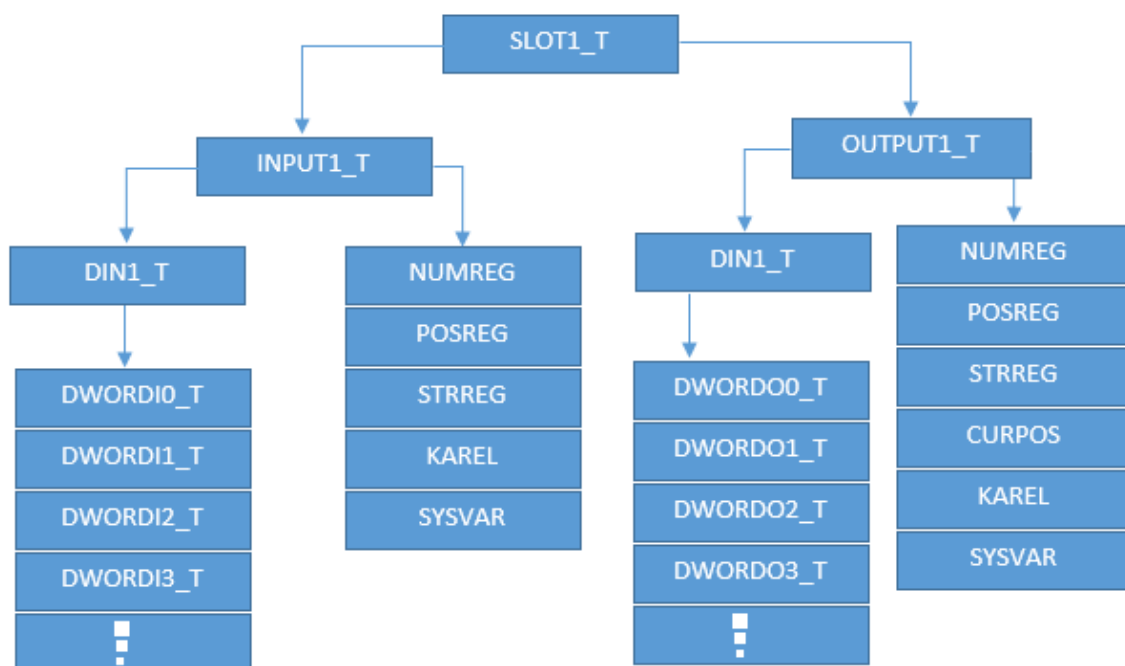 SLOT1_T
INPUT1_T
OUTPUT1_T
DIN1_T
DWORDI0_T
DWORDI1_T
DWORDI2_T
DWORDI3_T
NUMREG
POSREG
STRREG
KAREL
SYSVAR
DIN1_T
DWORDO0_T
DWORDO1_T
DWORDO2_T
DWORDO3_T
NUMREG
POSREG
STRREG
CURPOS
KAREL
SYSVAR